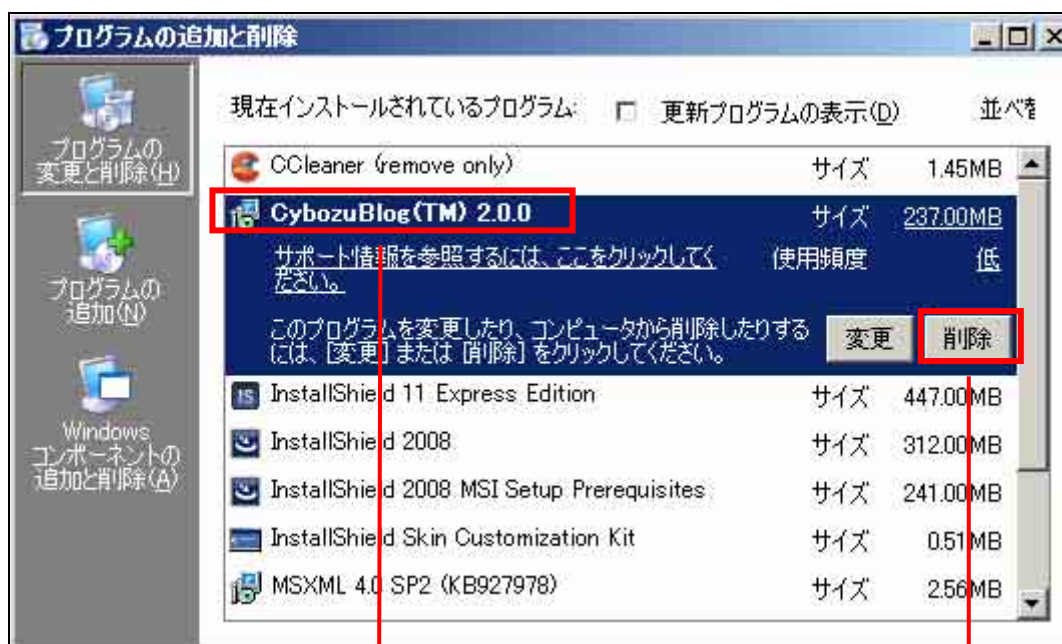 プログラムの追加と削除
プログラムの
変更と削除(H)
プログラムの
追加(N)
Windows
コンポーネントの
追加と削除(A)
現在インストールされているプログラム: 更新プログラムの表示(D) 並べ
CCleaner (remove only) サイズ 1.45MB
CybozuBlog(TM) 2.0.0 サイズ 237.00MB
サポート情報を参照するには、ここをクリックしてく 使用頻度 低
ださい。
このプログラムを変更したり、コンピュータから削除したりする
には、[変更] または [削除] をクリックしてください。
変更 削除
InstallShield 11 Express Edition サイズ 447.00MB
InstallShield 2008 サイズ 312.00MB
InstallShield 2008 MSI Setup Prerequisites サイズ 241.00MB
InstallShield Skin Customization Kit サイズ 0.51MB
MSXML 4.0 SP2 (KB927978) サイズ 2.56MB